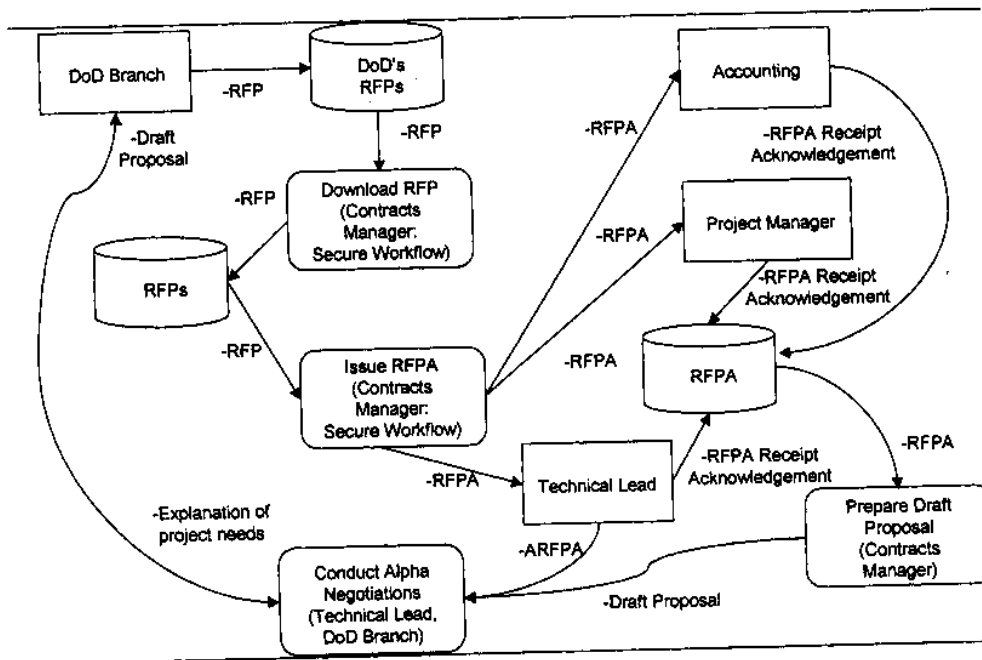 DoD Branch
-RFP
DoD's
RFPs
Accounting
-Draft
Proposal
-RFP
-RFPA
-RFPA Receipt
Acknowledgement
-RFP
Download RFP
(Contracts
Manager:
Secure Workflow)
Project Manager
-RFPA
RFPs
-RFPA Receipt
Acknowledgement
-RFP
Issue RFPA
(Contracts
Manager:
Secure Workflow)
-RFPA
RFPA
-RFPA
Technical Lead
-RFPA Receipt
Acknowledgement
-RFPA
-Explanation of
project needs
-ARFPA
Prepare Draft
Proposal
(Contracts
Manager)
Conduct Alpha
Negotiations
(Technical Lead,
DoD Branch)
-Draft Proposal